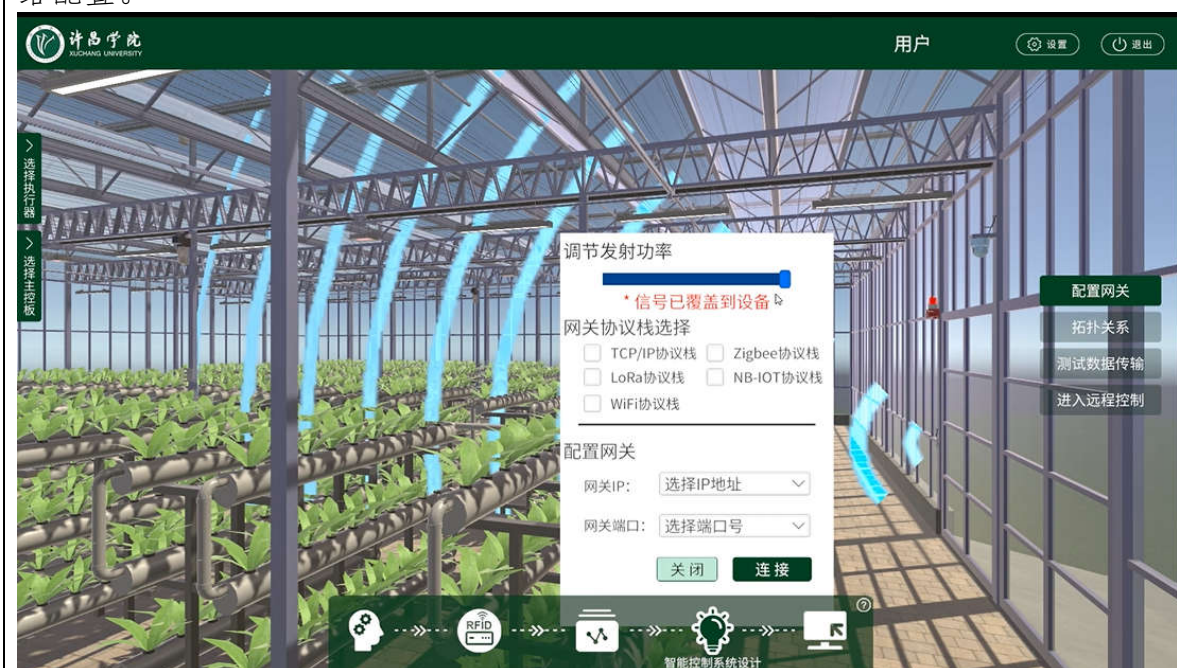 络配置。
许昌学院
XUCHANG UNIVERSITY
用户
设置
退出
选择执行器
选择主控板
调节发射功率
*信号已覆盖到设备
网关协议栈选择
TCP/IP协议栈 Zigbee协议栈
LoRa协议栈 NB-IOT协议栈
WiFi协议栈
配置网关
网关IP: 选择IP地址
网关端口: 选择端口号
关闭 连接
配置网关
拓扑关系
测试数据传输
进入远程控制
RFID
?
智能控制系统设计